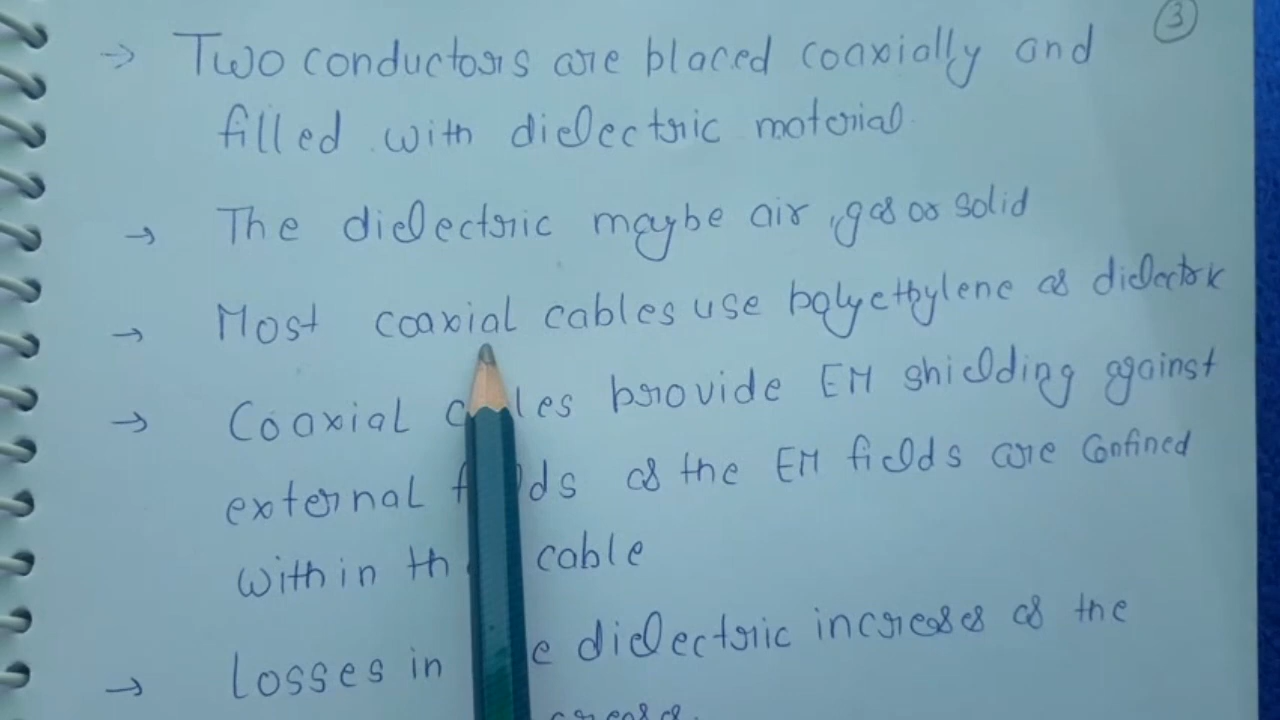 3
→ Two conductors are placed coaxially and
filled with dielectric material
→ The dielectric maybe air, gas or solid
→ Most coaxial cables use polyethylene as dielectric
→ Coaxial cables provide EM shielding against
external fields as the EM fields are confined
within the cable
→ Losses in the dielectric increases as the